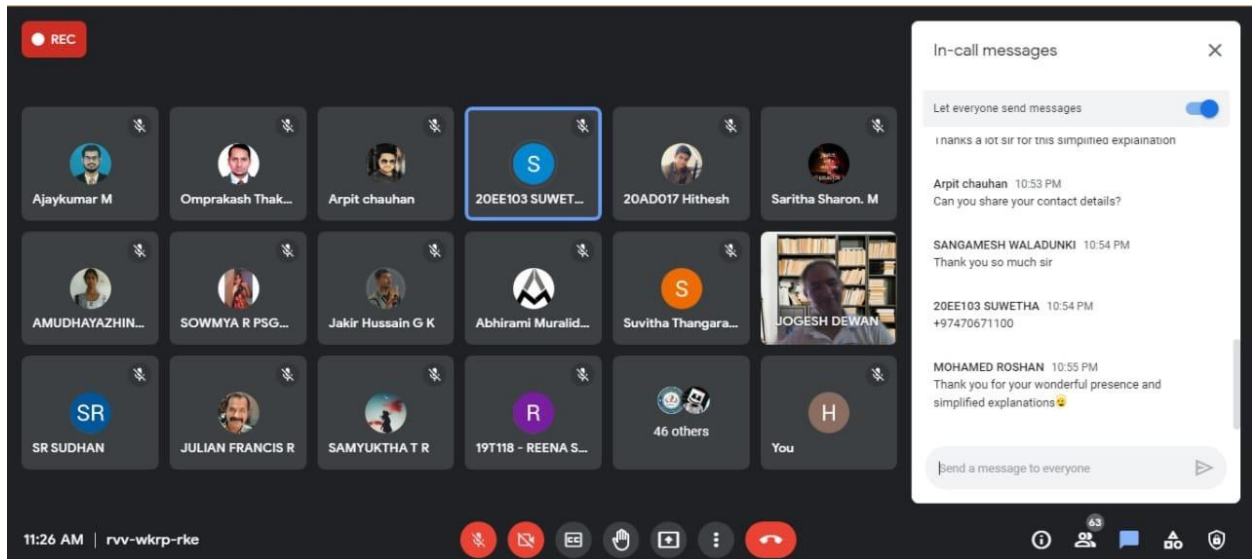 REC
Ajaykumar M
Omprakash Thak...
Arpit chauhan
20EE103 SUWET...
20AD017 Hithesh
Saritha Sharon. M
AMUDHAYAZHIN...
SOWMYA R PSG...
Jakir Hussain G K
Abhirami Muralid...
S
Suvitha Thangara...
JOGESH DEWAN
SR
SR SUDHAN
JULIAN FRANCIS R
SAMYUKTHA T R
R
19T118 - REENA S...
46 others
H
You
S
In-call messages
Let everyone send messages
Thanks a lot sir for this simplified explaination
Arpit chauhan 10:53 PM
Can you share your contact details?
SANGAMESH WALADUNKI 10:54 PM
Thank you so much sir
20EE103 SUWETHA 10:54 PM
+97470671100
MOHAMED ROSHAN 10:55 PM
Thank you for your wonderful presence and
simplified explanations😉
Send a message to everyone
11:26 AM | rvv-wkrp-rke
CC
63